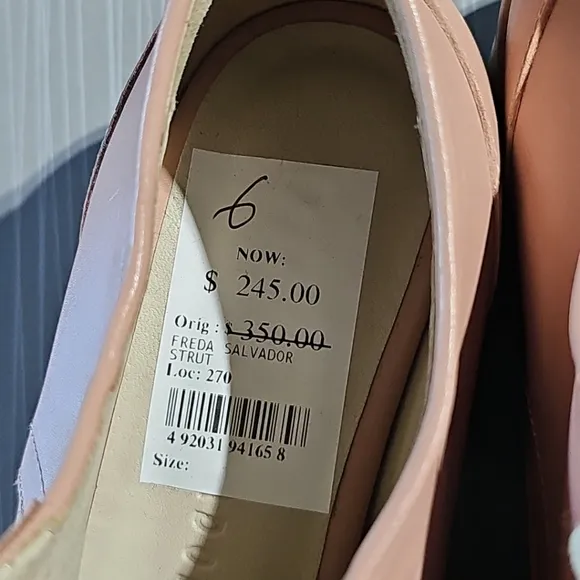 6
NOW:
$ 245.00
Orig : $ 350.00
FREDA SALVADOR
STRUT
Loc: 270
4 92031 94165 8
Size: